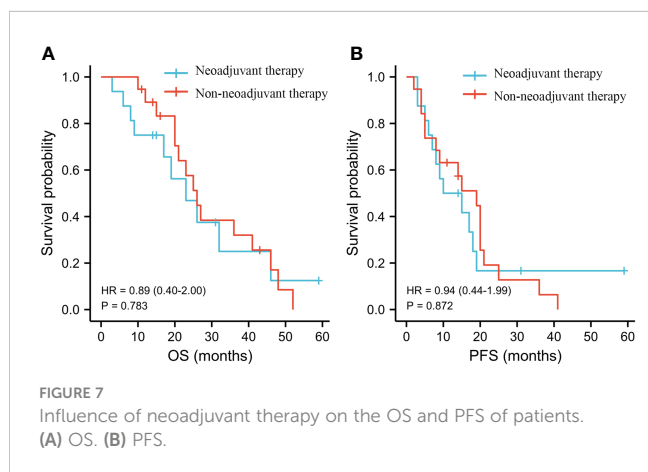 A
B
Neoadjuvant therapy
Non-neoadjuvant therapy
Neoadjuvant therapy
Non-neoadjuvant therapy
Survival probability
1.0
0.8
0.6
0.4
0.2
0.0
HR = 0.89 (0.40-2.00)
P = 0.783
0 10 20 30 40 50 60
OS (months)
Survival probability
1.0
0.8
0.6
0.4
0.2
0.0
HR = 0.94 (0.44-1.99)
P = 0.872
0 10 20 30 40 50 60
PFS (months)
FIGURE 7
Influence of neoadjuvant therapy on the OS and PFS of patients.
(A) OS. (B) PFS.